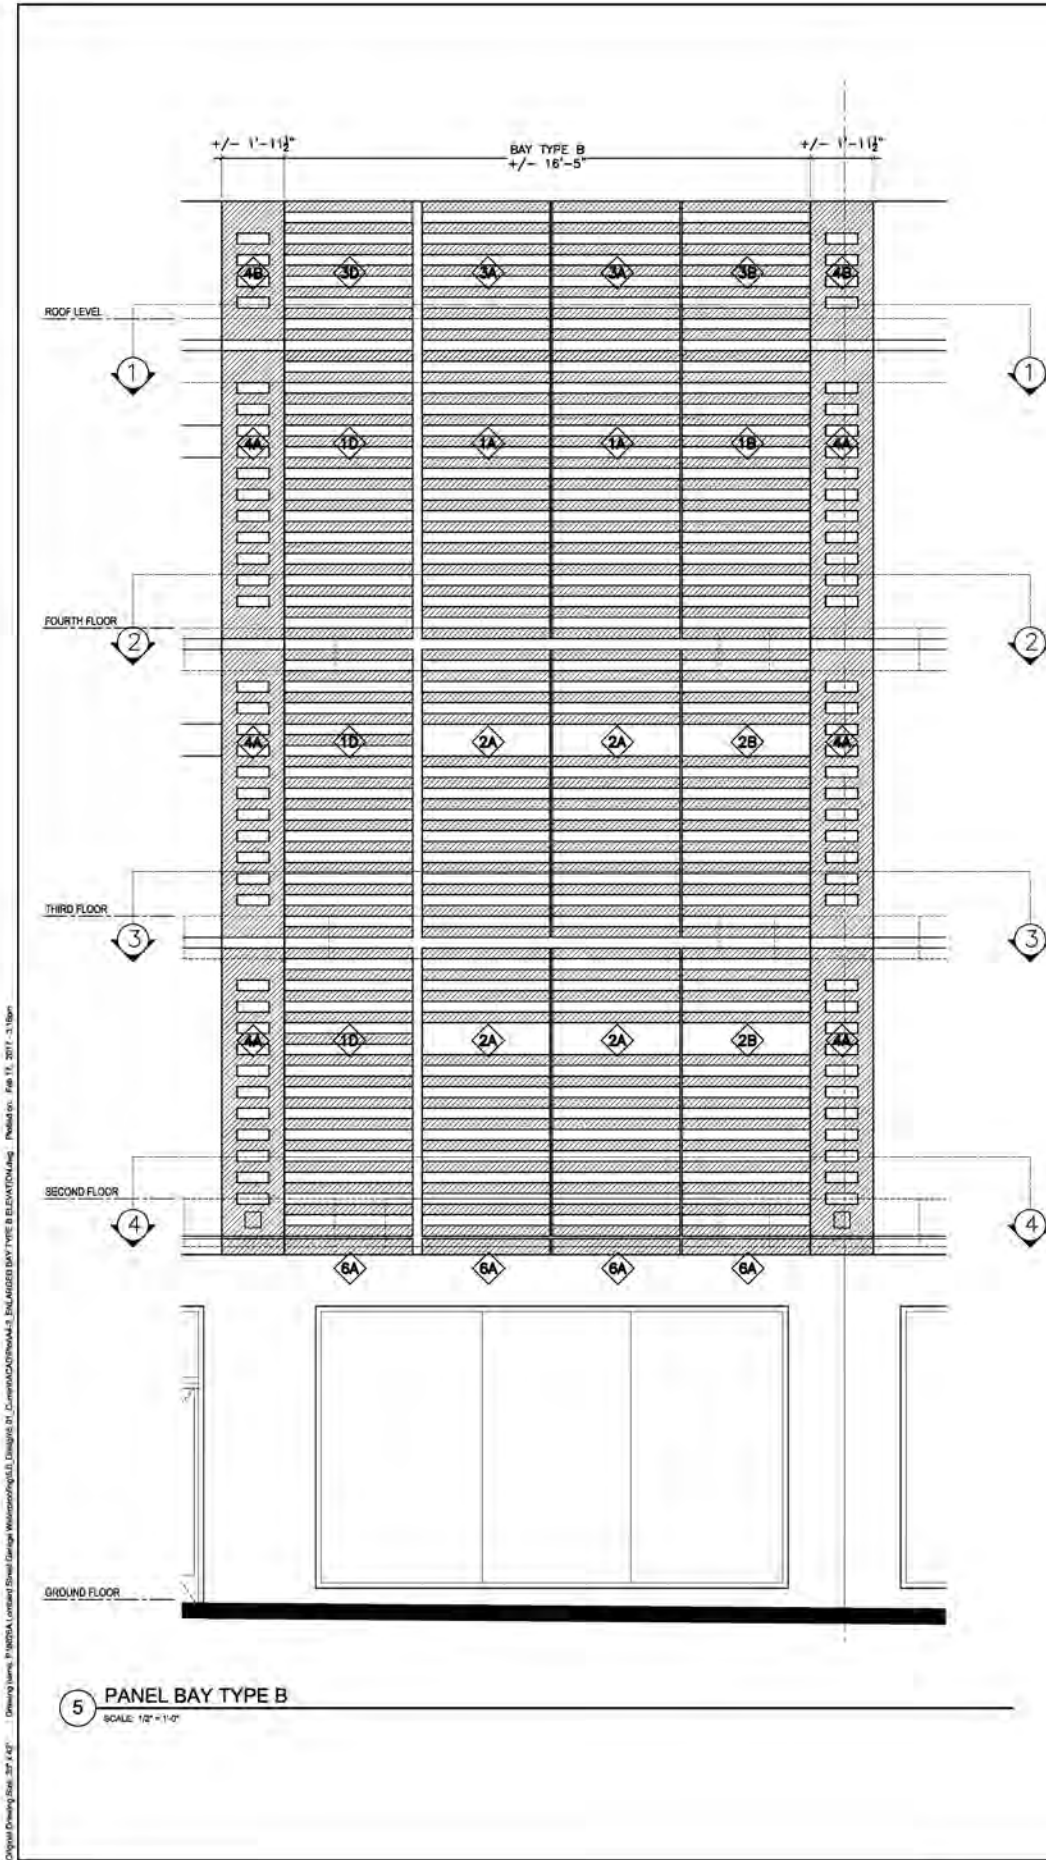 +/- 1'-11½"
BAY TYPE B
+/- 16'-5"
+/- 1'-11½"
4B 3D 3A 3A 3B 4B
ROOF LEVEL
1 1
4A 1D 1A 1A 1B 4A
FOURTH FLOOR
2 2
4A 1D 2A 2A 2B 4A
THIRD FLOOR
3 3
4A 1D 2A 2A 2B 4A
SECOND FLOOR
4 4
6A 6A 6A 6A
GROUND FLOOR
5 PANEL BAY TYPE B
SCALE: 1/2" = 1'-0"